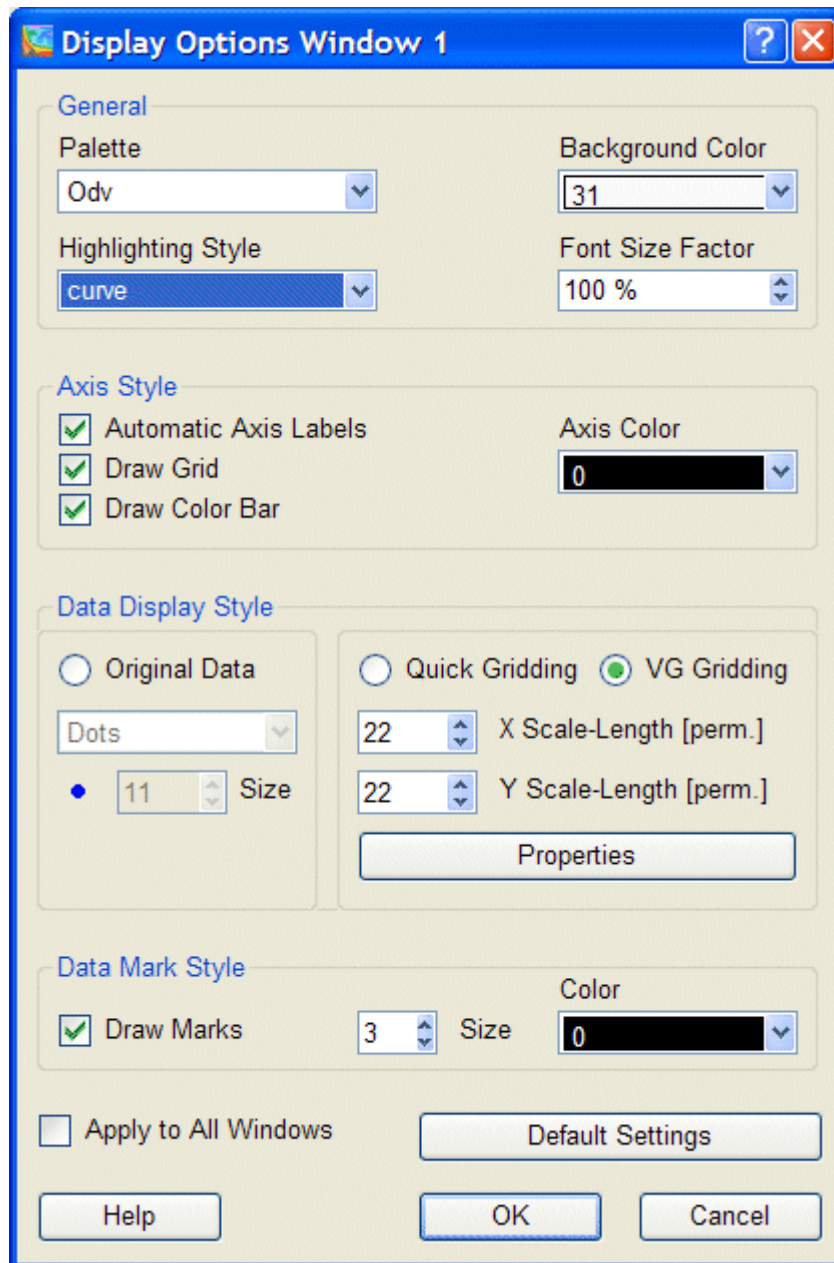 Display Options Window 1 ?
General
Palette Background Color
Odv 31
Highlighting Style Font Size Factor
curve 100 %
Axis Style
Automatic Axis Labels Axis Color
Draw Grid 0
Draw Color Bar
Data Display Style
Original Data Quick Gridding VG Gridding
Dots 22 X Scale-Length [perm.]
11 Size 22 Y Scale-Length [perm.]
Properties
Data Mark Style
Color
Draw Marks 3 Size 0
Apply to All Windows Default Settings
Help OK Cancel